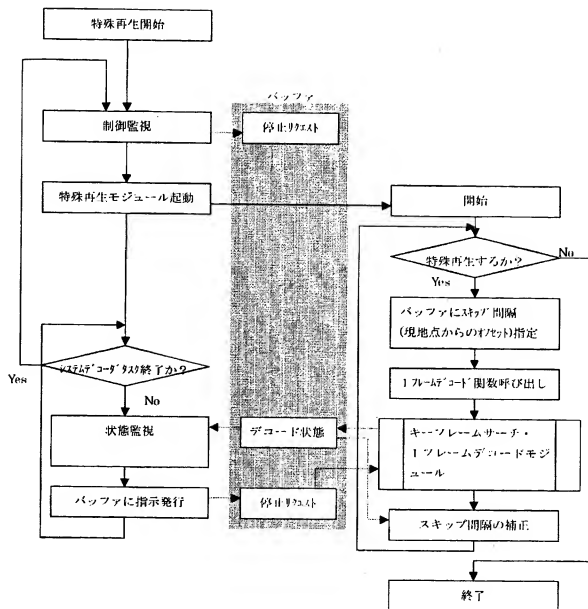 特殊再生開始
バッファ
制御監視
停止リクエスト
特殊再生モジュール起動
開始
特殊再生するか？
No
Yes
バッファにスキップ間隔
(現地点からのオフセット)指定
システムデコーダタスク終了か？
Yes
No
1フレームデコード関数呼び出し
状態監視
デコード状態
キーフレームサーチ・
1フレームデコードモジ
ュール
バッファに指示発行
停止リクエスト
スキップ間隔の補正
終了